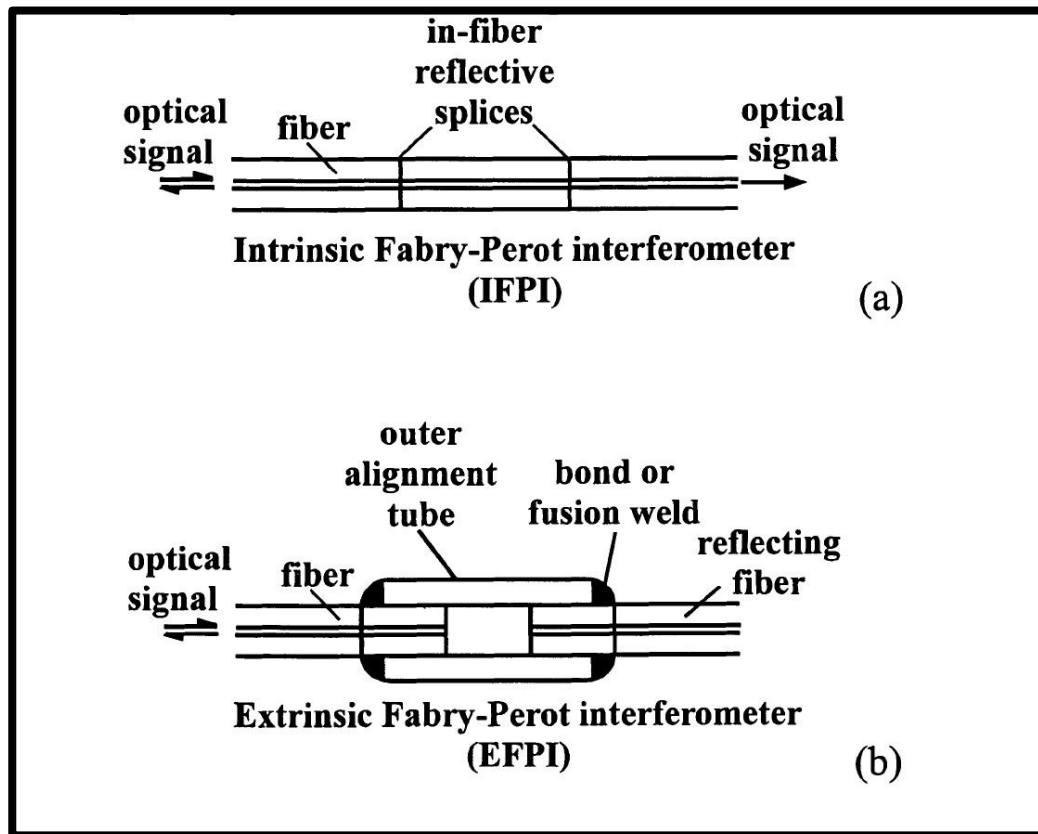 in-fiber
reflective
splices
optical
signal
fiber
optical
signal
Intrinsic Fabry-Perot interferometer
(IFPI)
(a)
outer
alignment
tube
bond or
fusion weld
optical
signal
fiber
reflecting
fiber
Extrinsic Fabry-Perot interferometer
(EFPI)
(b)